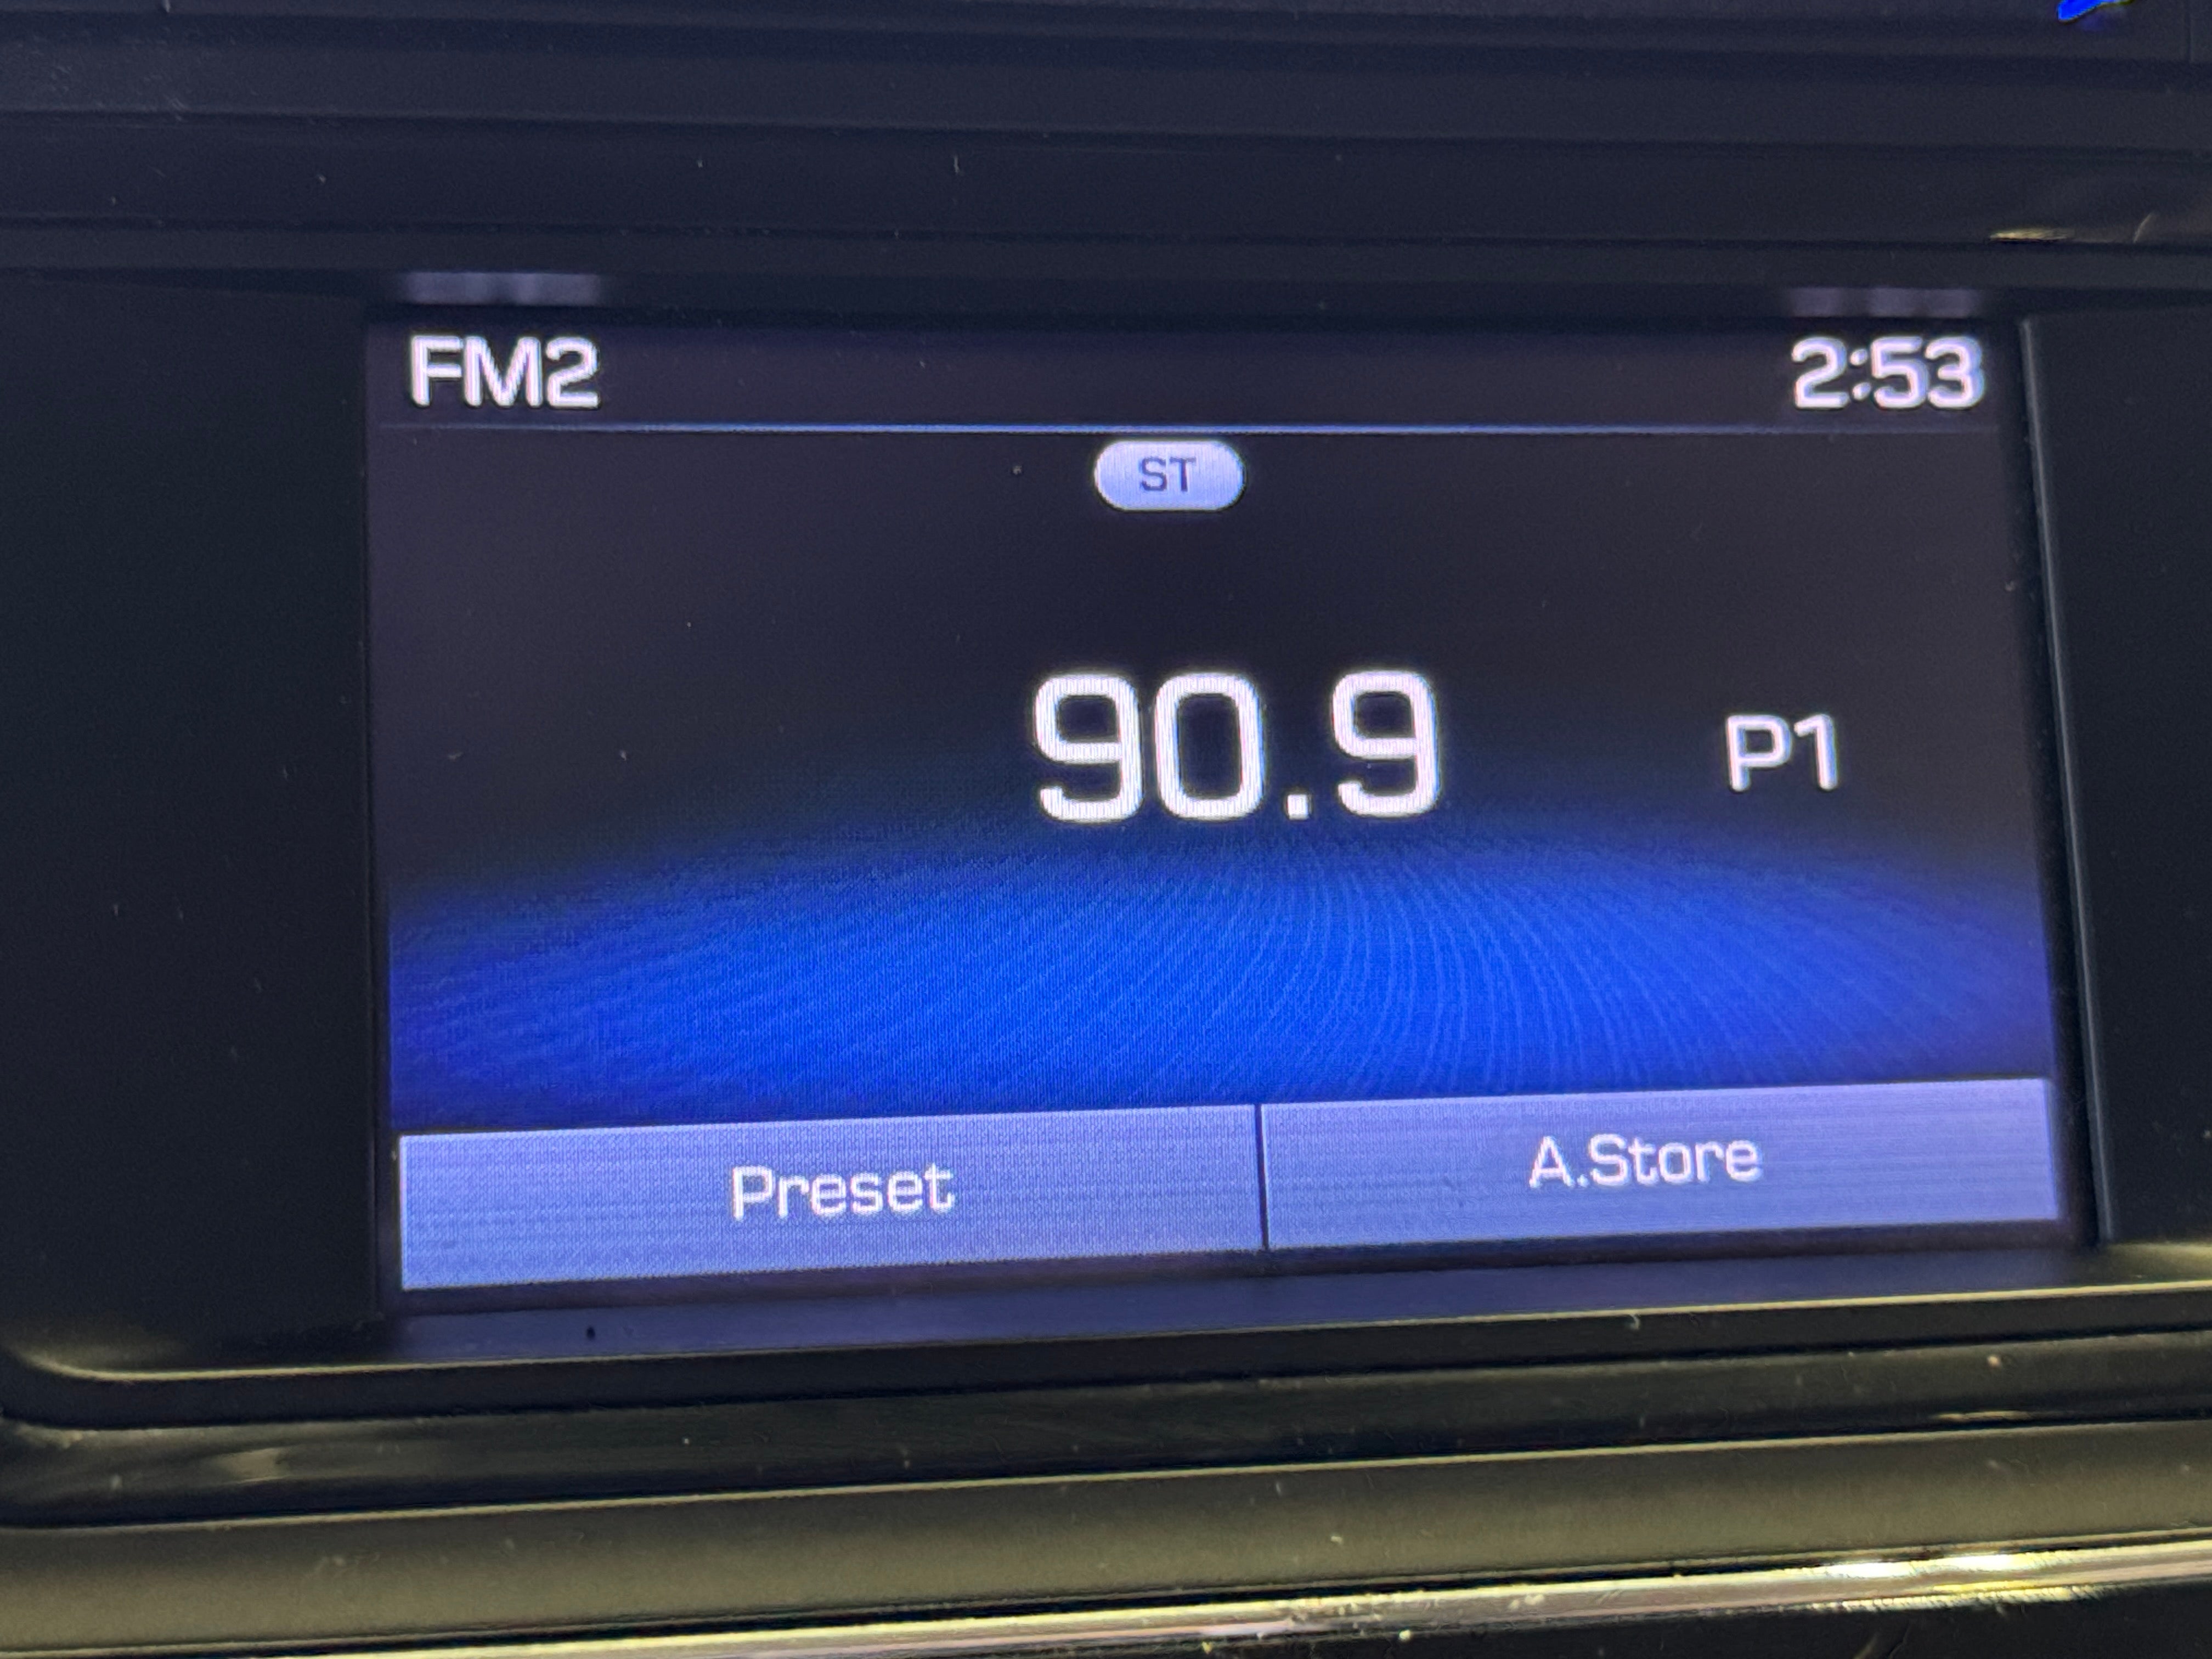 FM2 2:53
ST
90.9 P1
Preset A.Store